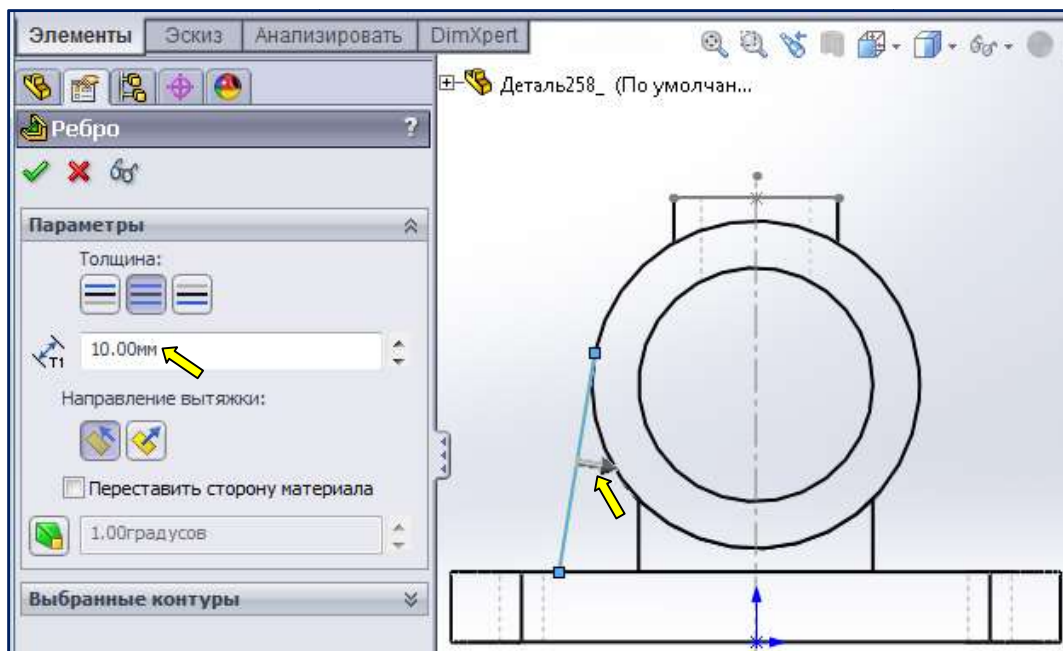 Элементы Эскиз Анализировать DimXpert
Деталь258_ (По умолчан...
Ребро ?
Параметры
Толщина:
T1 10.00мм
Направление вытяжки:
Переставить сторону материала
1.00градусов
Выбранные контуры